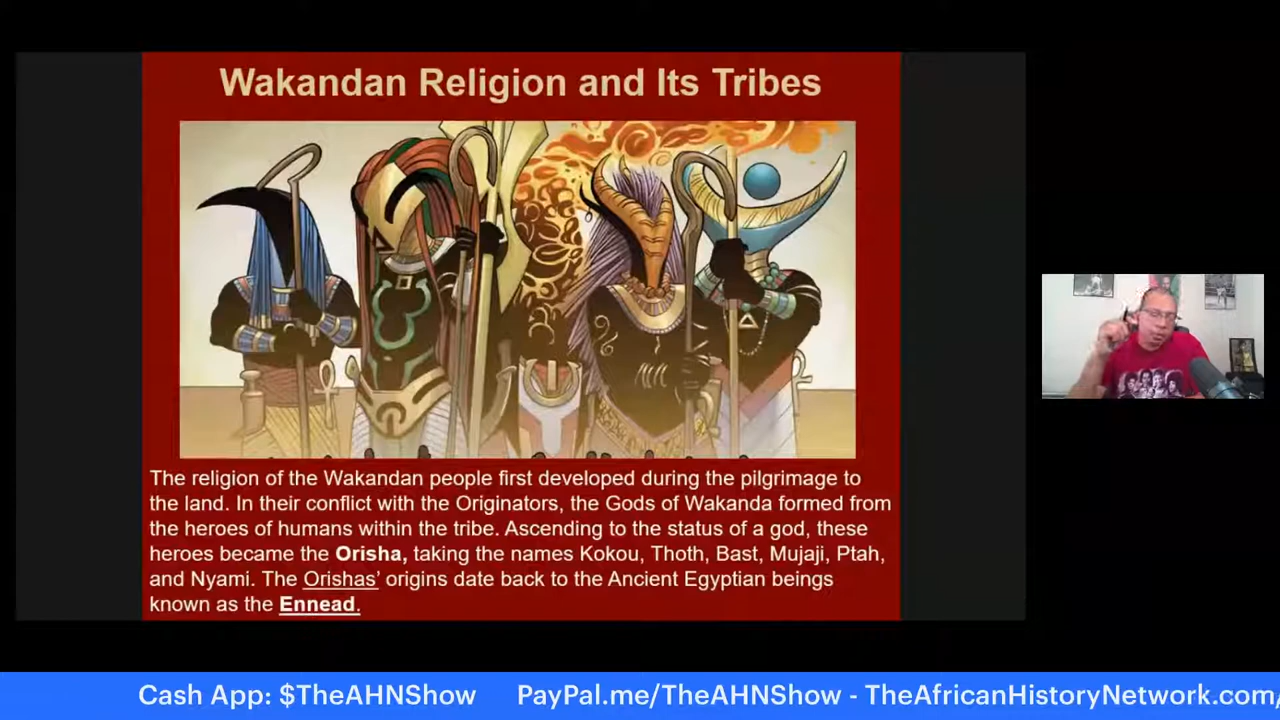 Wakandan Religion and Its Tribes
The religion of the Wakandan people first developed during the pilgrimage to
the land. In their conflict with the Originators, the Gods of Wakanda formed from
the heroes of humans within the tribe. Ascending to the status of a god, these
heroes became the Orisha, taking the names Kokou, Thoth, Bast, Mujaji, Ptah,
and Nyami. The Orishas' origins date back to the Ancient Egyptian beings
known as the Ennead.
Cash App: $TheAHNShow PayPal.me/TheAHNShow - TheAfricanHistoryNetwork.com/